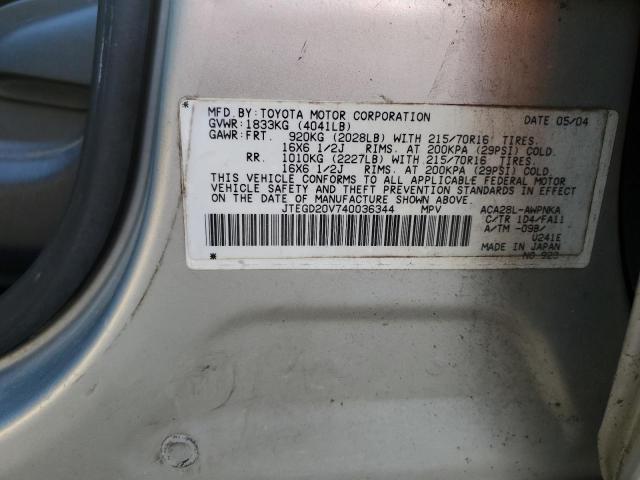 MFD. BY: TOYOTA MOTOR CORPORATION DATE 05/04
GVWR: 1833KG (4041LB)
GAWR: FRT. 920KG (2028LB) WITH 215/70R16 TIRES.
16X6 1/2J RIMS. AT 200KPA (29PSI) COLD.
RR. 1010KG (2227LB) WITH 215/70R16 TIRES.
16X6 1/2J RIMS. AT 200KPA (29PSI) COLD.
THIS VEHICLE CONFORMS TO ALL APPLICABLE FEDERAL MOTOR
VEHICLE SAFETY AND THEFT PREVENTION STANDARDS IN EFFECT
ON THE DATE OF MANUFACTURE SHOWN ABOVE.
*JTEGD20V740036344* MPV ACA28L-AWPNKA
C/TR 1D4/FA11
A/TM -09B/
U241E
MADE IN JAPAN
NO 920